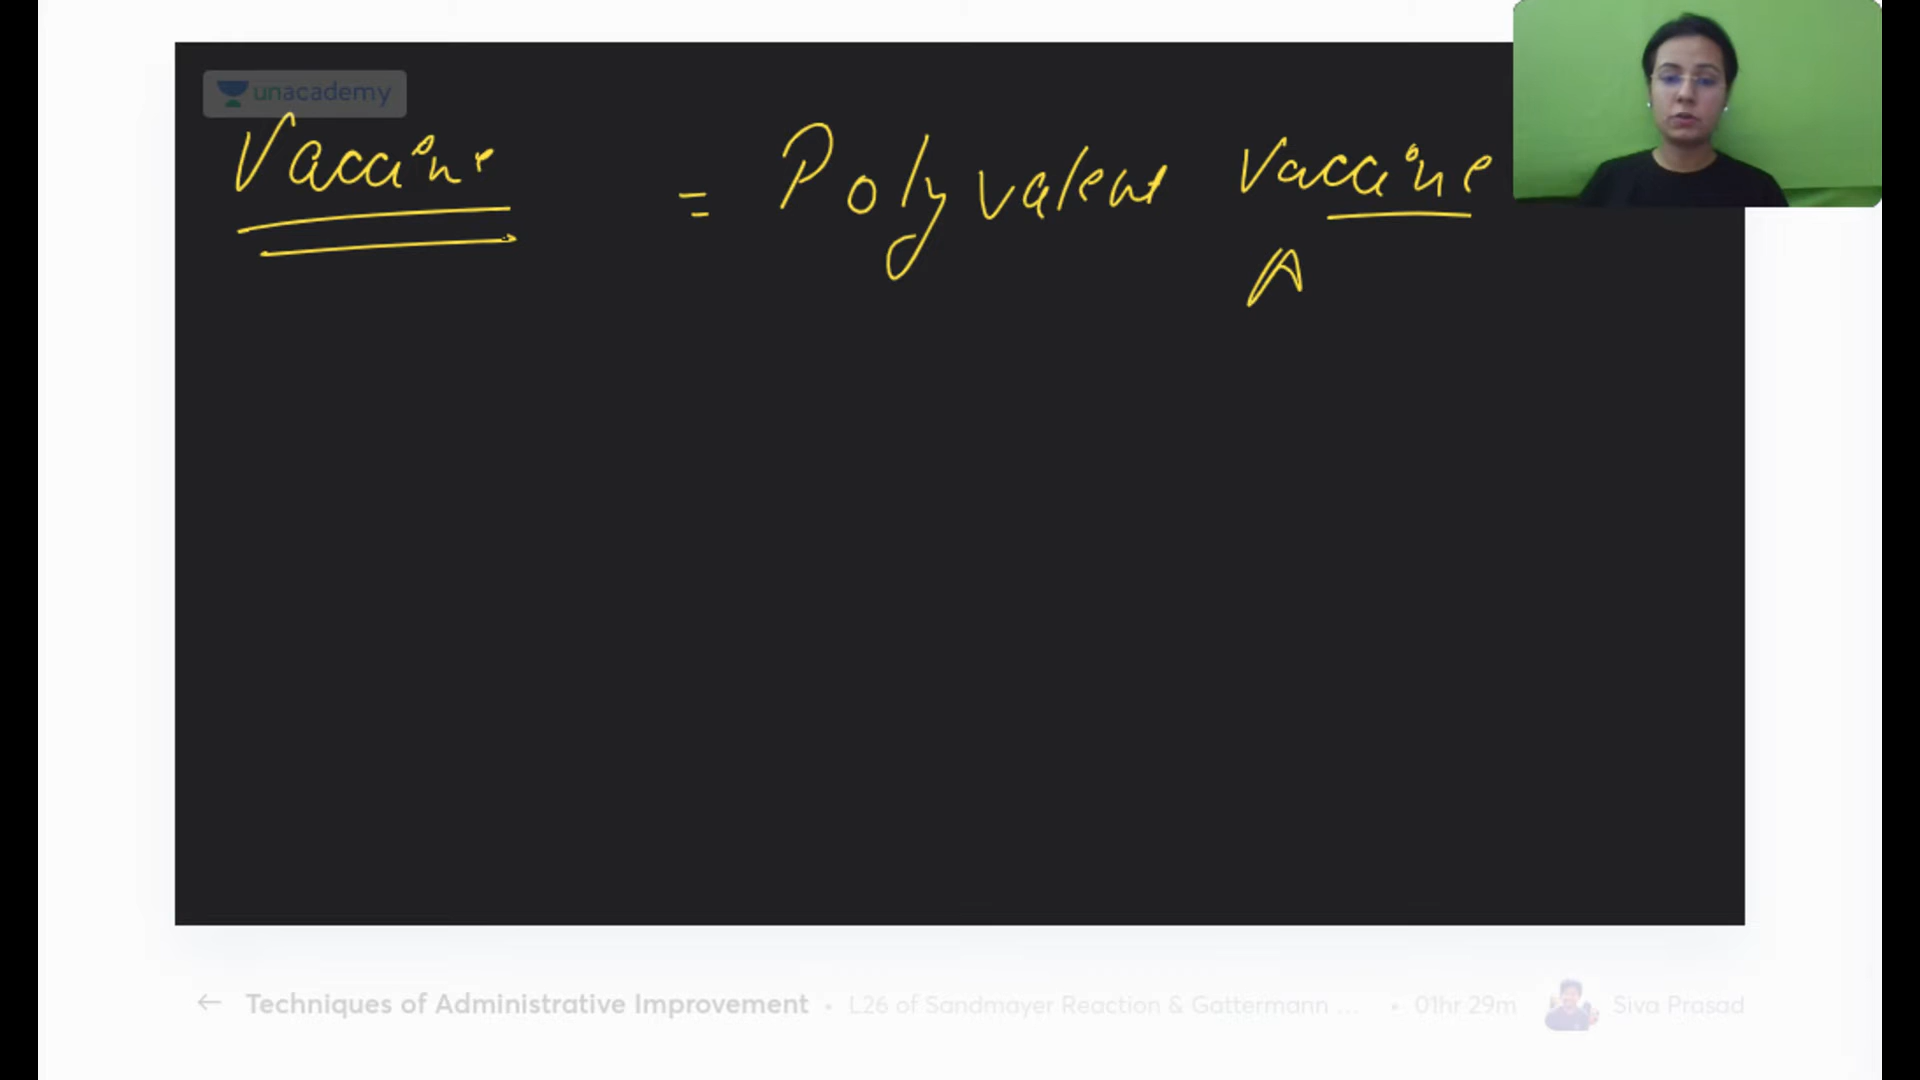 unacademy
Vaccine = Polyvalent Vaccine
A
Techniques of Administrative Improvement • L26 of Sandmayer Reaction & Gattermann ... • 01hr 29m Siva Prasad